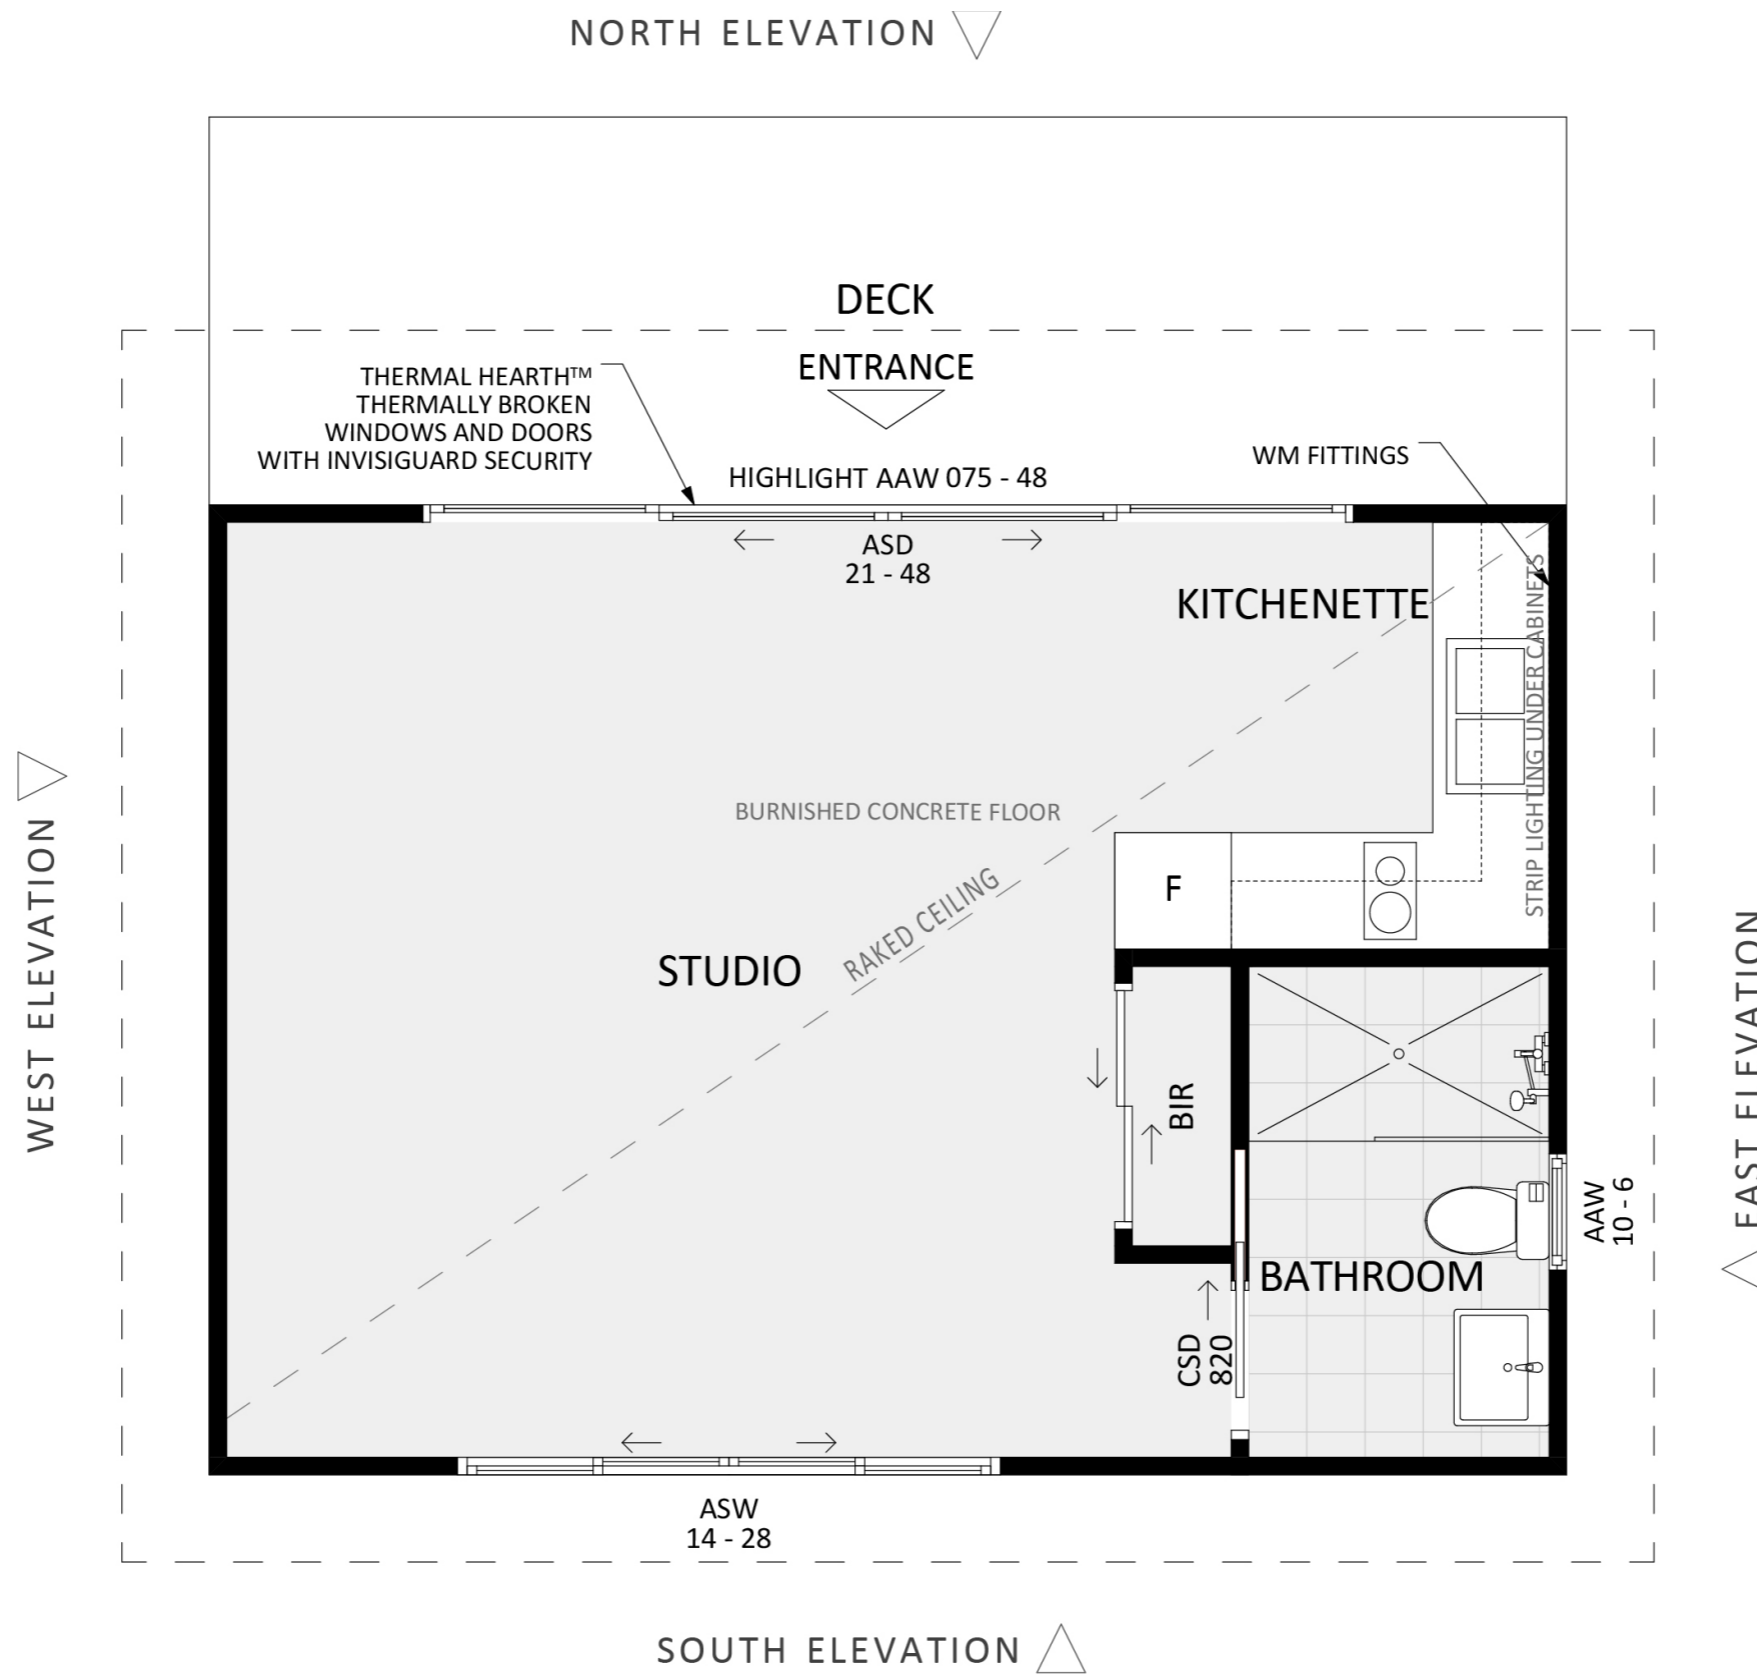 NORTH ELEVATION
DECK
ENTRANCE
THERMAL HEARTH™
THERMALLY BROKEN
WINDOWS AND DOORS
WITH INVISIGUARD SECURITY
HIGHLIGHT AAW 075 - 48
WM FITTINGS
ASD
21 - 48
KITCHENETTE
STRIP LIGHTING UNDER CABINETS
BURNISHED CONCRETE FLOOR
F
RAKED CEILING
STUDIO
WEST ELEVATION
EAST ELEVATION
BIR
AAW
10 - 6
BATHROOM
CSD
820
ASW
14 - 28
SOUTH ELEVATION